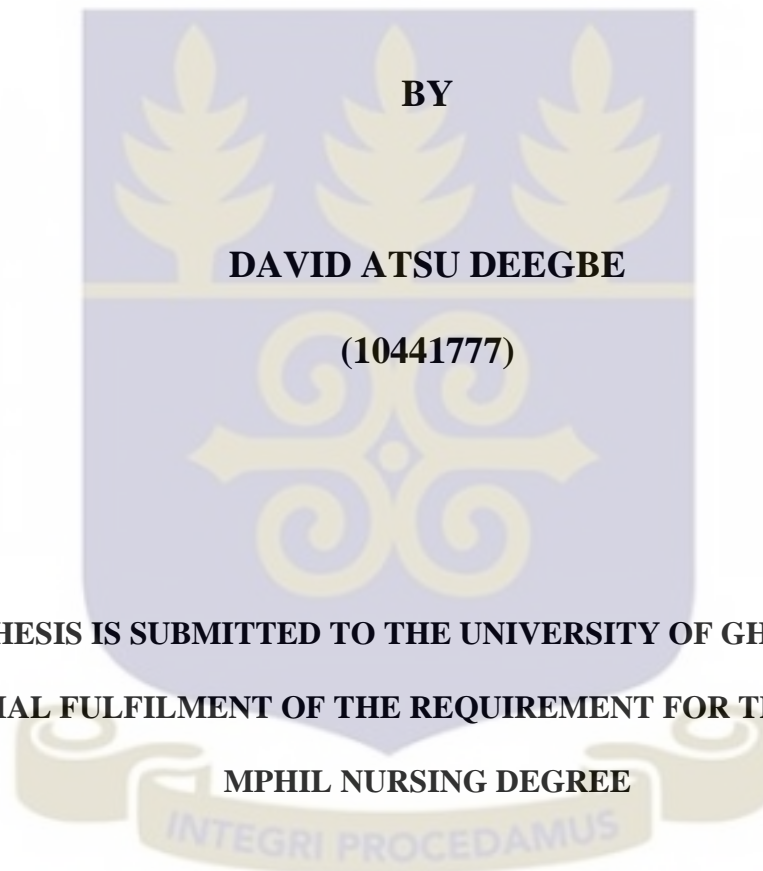 BY
DAVID ATSU DEEGBE
(10441777)
HESIS IS SUBMITTED TO THE UNIVERSITY OF GH
IAL FULFILMENT OF THE REQUIREMENT FOR T
MPHIL NURSING DEGREE
INTEGRI PROCEDAMUS